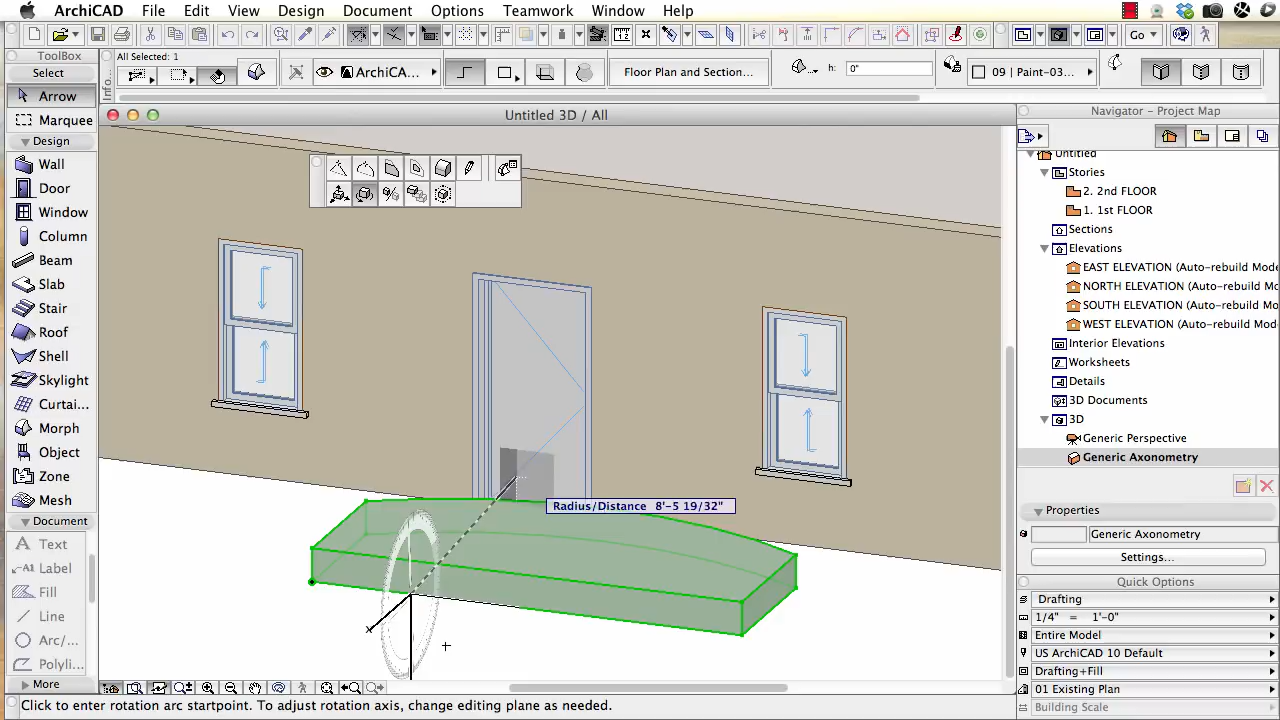 ArchiCAD File Edit View Design Document Options Teamwork Window Help
ToolBox
Select
Arrow
Marquee
Design
Wall
Door
Window
Column
Beam
Slab
Stair
Roof
Shell
Skylight
Curtai...
Morph
Object
Zone
Mesh
Document
Text
Label
Fill
Line
Arc/...
Polyli...
More
Info...
All Selected: 1
ArchiCA...
Floor Plan and Section...
h: 0"
09 | Paint-03...
Go
Untitled 3D / All
Radius/Distance 8'-5 19/32"
Navigator - Project Map
Untitled
Stories
2. 2nd FLOOR
1. 1st FLOOR
Sections
Elevations
EAST ELEVATION (Auto-rebuild Mode
NORTH ELEVATION (Auto-rebuild Mod
SOUTH ELEVATION (Auto-rebuild Mod
WEST ELEVATION (Auto-rebuild Mode
Interior Elevations
Worksheets
Details
3D Documents
3D
Generic Perspective
Generic Axonometry
Properties
Generic Axonometry
Settings...
Quick Options
Drafting
1/4" = 1'-0"
Entire Model
US ArchiCAD 10 Default
Drafting+Fill
01 Existing Plan
Building Scale
Click to enter rotation arc startpoint. To adjust rotation axis, change editing plane as needed.